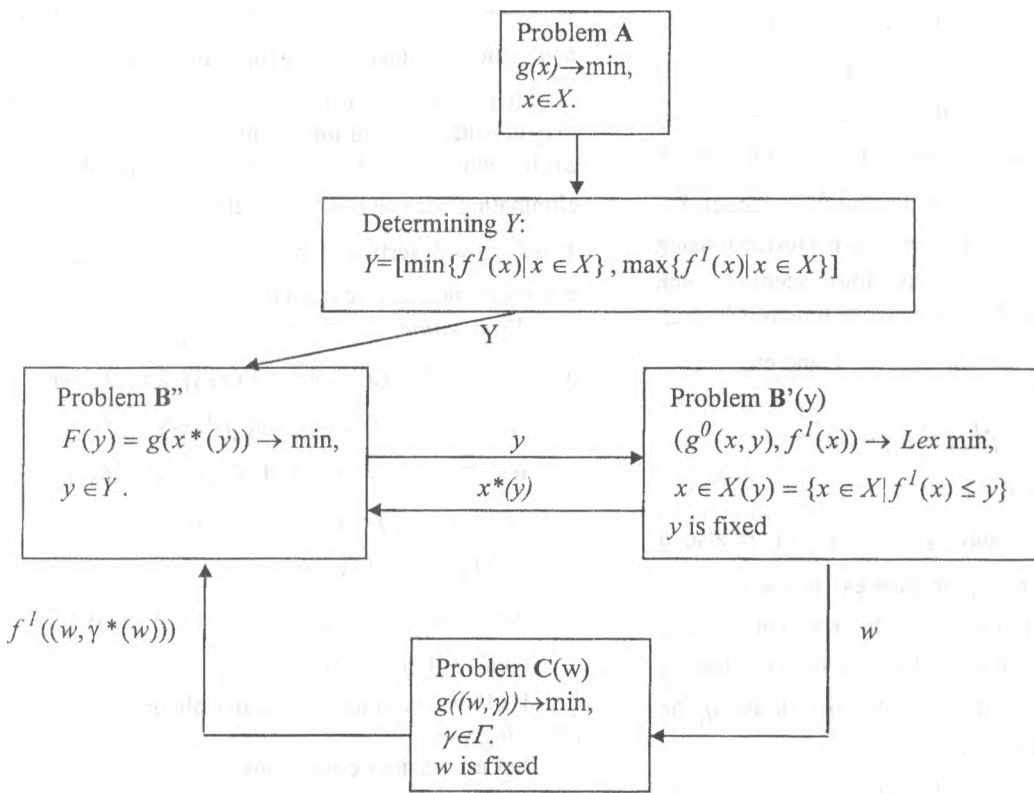 Problem A
g(x)→min,
x∈X.
Determining Y:
Y=[min{f¹(x)|x∈X}, max{f¹(x)|x∈X}]
Y
Problem B"
F(y) = g(x*(y)) → min,
y∈Y.
y
x*(y)
Problem B'(y)
(g⁰(x, y), f¹(x)) → Lex min,
x ∈ X(y) = {x ∈ X| f¹(x) ≤ y}
y is fixed
f¹((w, γ*(w)))
w
Problem C(w)
g((w,γ))→min,
γ∈Γ.
w is fixed